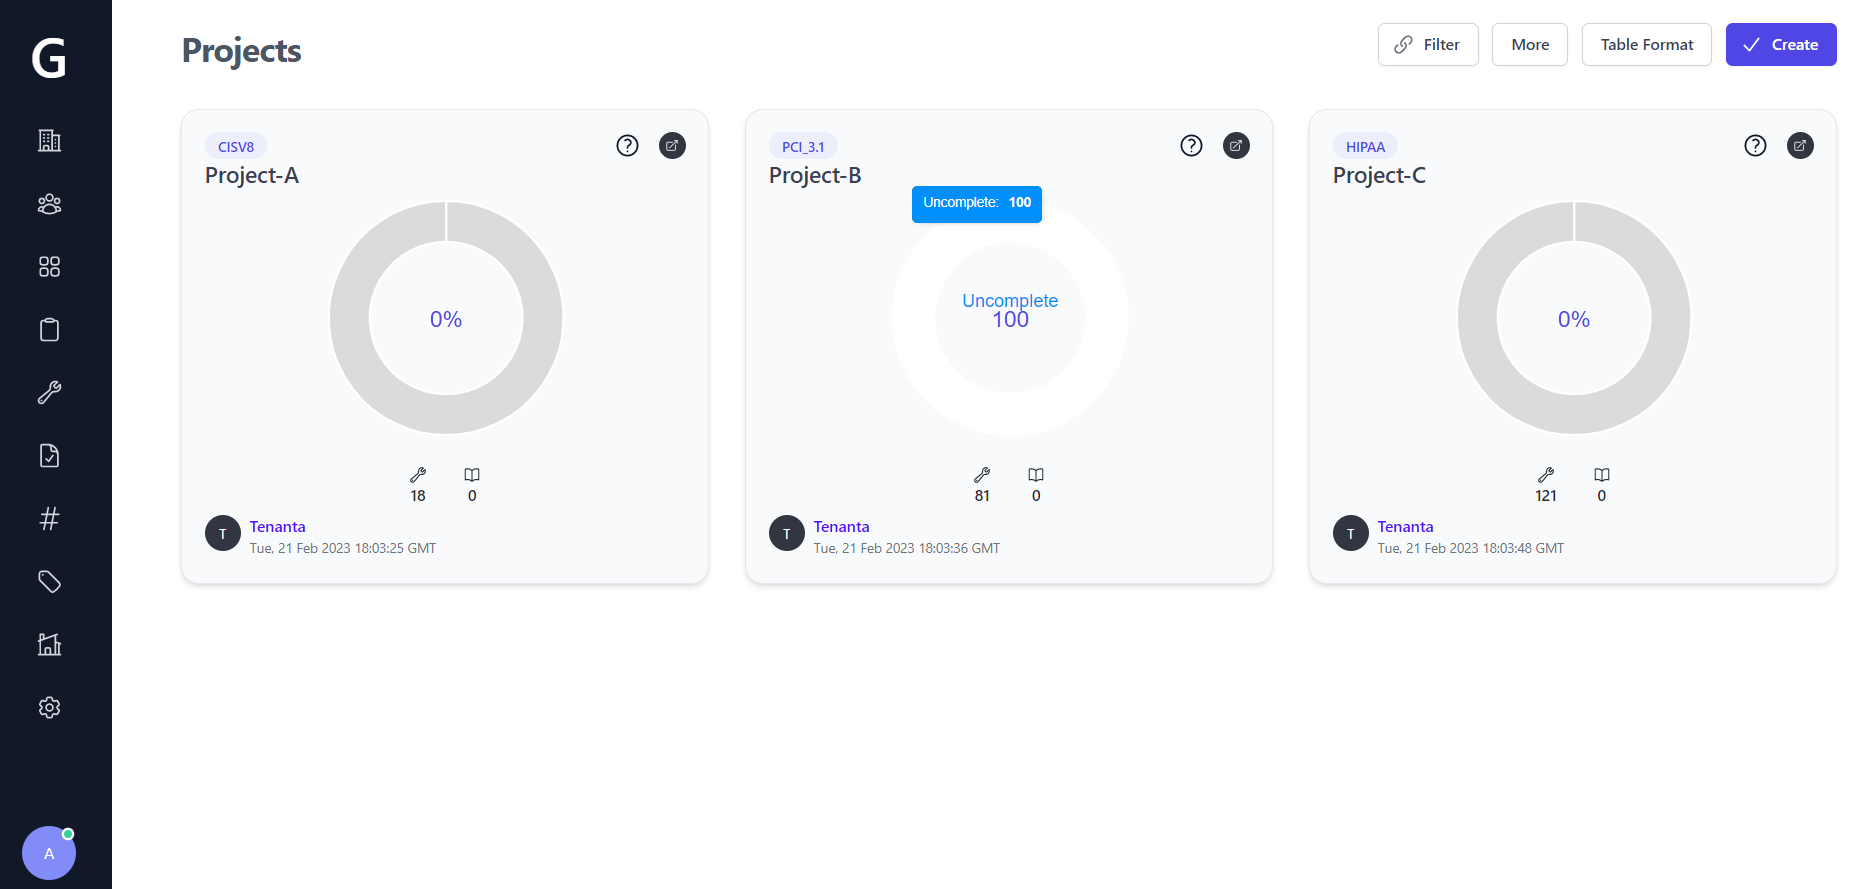 G
Projects
Filter
More
Table Format
Create
CISV8
Project-A
0%
18
0
T
Tenanta
Tue, 21 Feb 2023 18:03:25 GMT
PCI_3.1
Project-B
Uncomplete: 100
Uncomplete
100
81
0
T
Tenanta
Tue, 21 Feb 2023 18:03:36 GMT
HIPAA
Project-C
0%
121
0
T
Tenanta
Tue, 21 Feb 2023 18:03:48 GMT
A